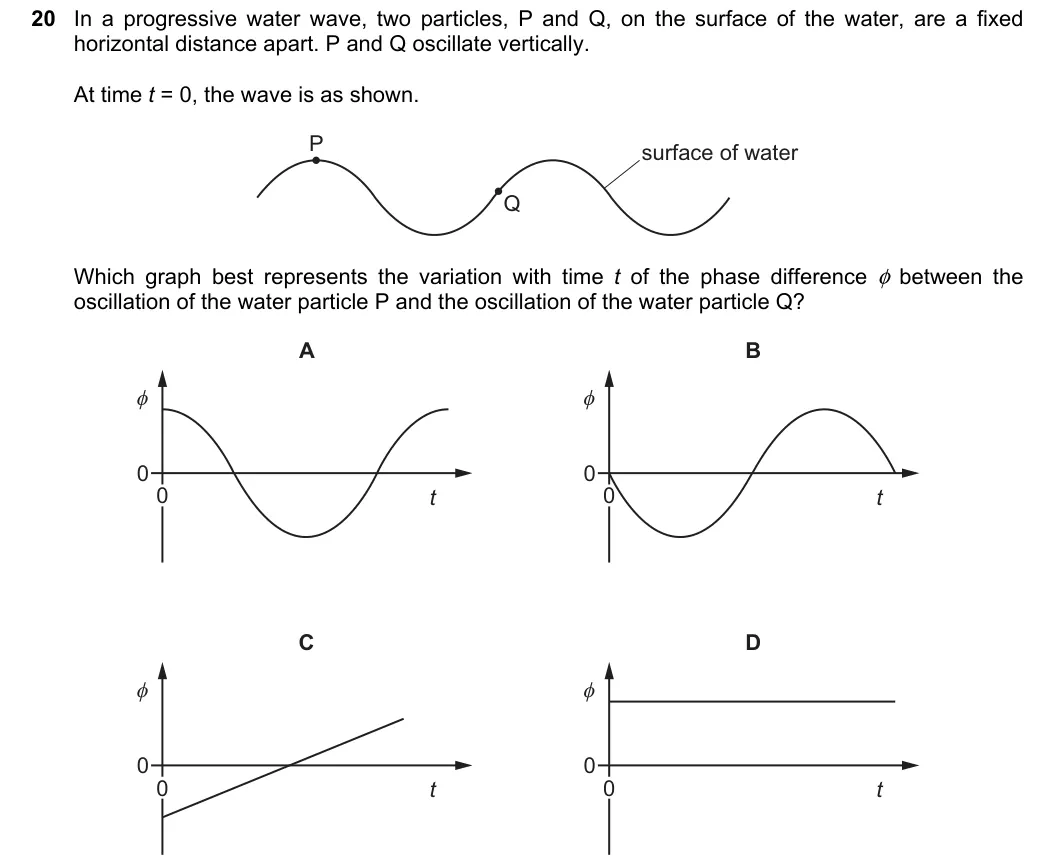 20 In a progressive water wave, two particles, P and Q, on the surface of the water, are a fixed
horizontal distance apart. P and Q oscillate vertically.
At time t = 0, the wave is as shown.
P
surface of water
Q
Which graph best represents the variation with time t of the phase difference ϕ between the
oscillation of the water particle P and the oscillation of the water particle Q?
A
B
ϕ
ϕ
0
0
0
t
0
t
C
D
ϕ
ϕ
0
0
0
t
0
t